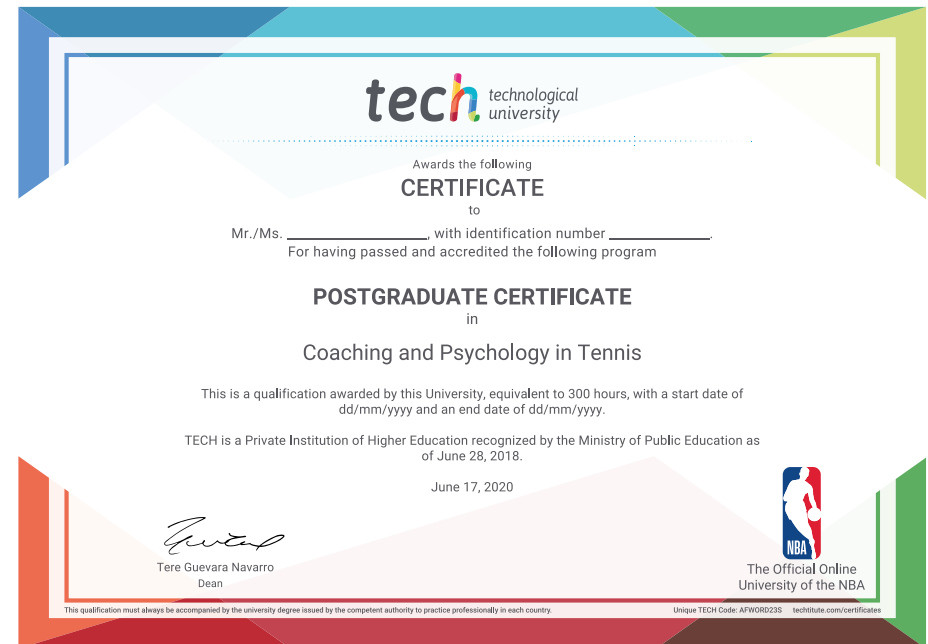 tech technological
university
Awards the following
CERTIFICATE
to
Mr./Ms. ____________________, with identification number ______________.
For having passed and accredited the following program
POSTGRADUATE CERTIFICATE
in
Coaching and Psychology in Tennis
This is a qualification awarded by this University, equivalent to 300 hours, with a start date of
dd/mm/yyyy and an end date of dd/mm/yyyy.
TECH is a Private Institution of Higher Education recognized by the Ministry of Public Education as
of June 28, 2018.
June 17, 2020
Tere Guevara Navarro
Dean
NBA
The Official Online
University of the NBA
This qualification must always be accompanied by the university degree issued by the competent authority to practice professionally in each country.
Unique TECH Code: AFWORD23S techtitute.com/certificates